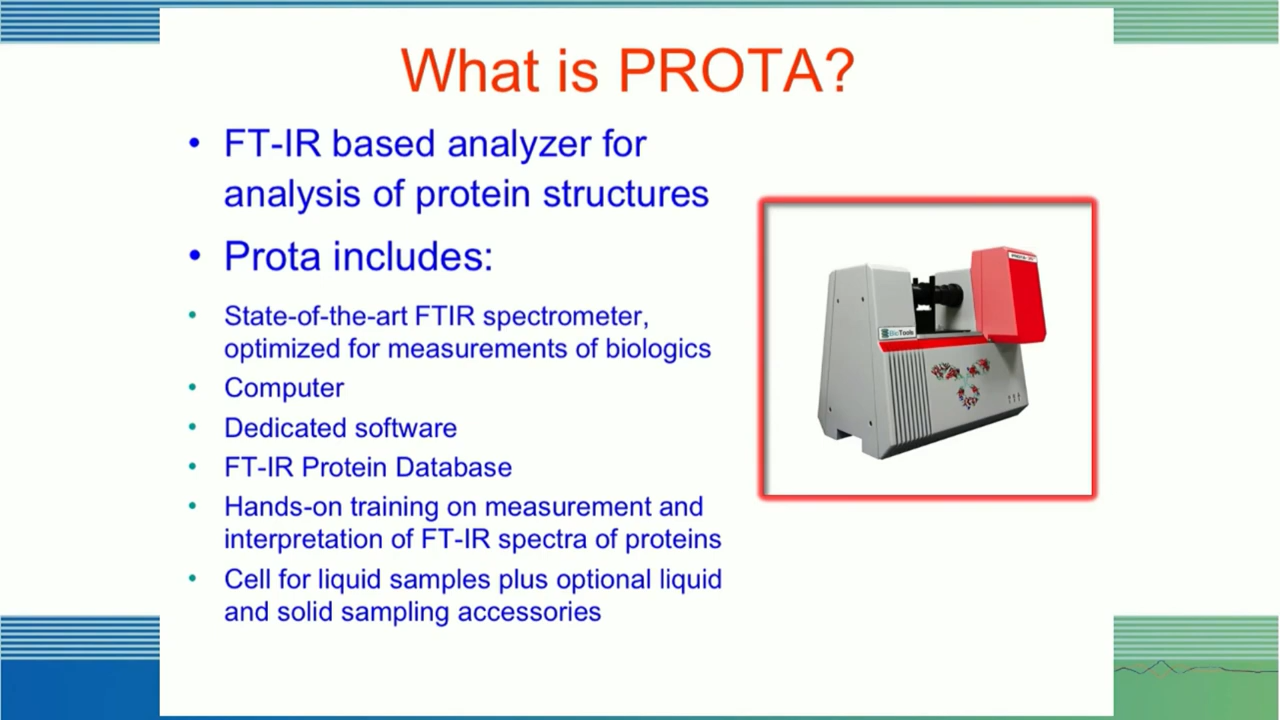 What is PROTA?
• FT-IR based analyzer for
analysis of protein structures
• Prota includes:
• State-of-the-art FTIR spectrometer,
optimized for measurements of biologics
• Computer
• Dedicated software
• FT-IR Protein Database
• Hands-on training on measurement and
interpretation of FT-IR spectra of proteins
• Cell for liquid samples plus optional liquid
and solid sampling accessories
BioTools